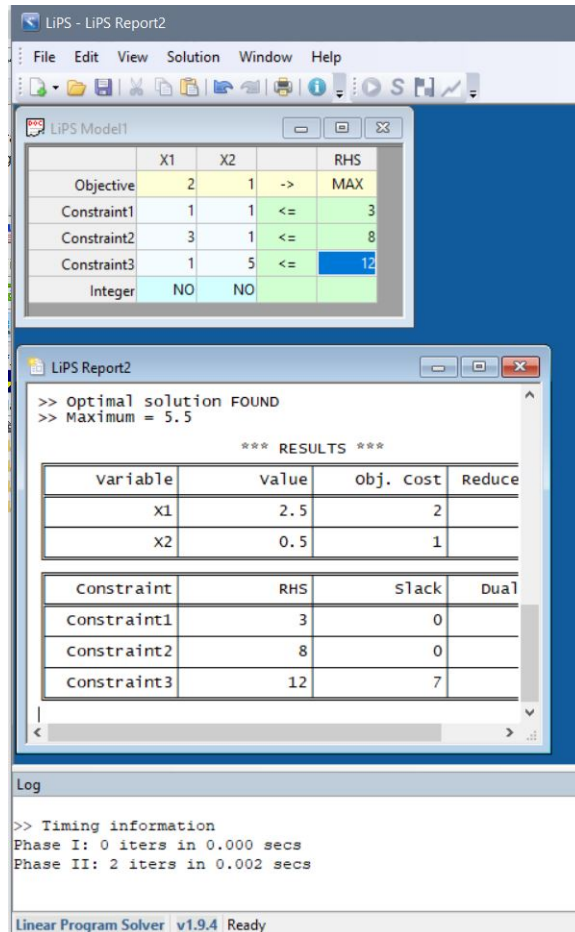 LiPS - LiPS Report2
File Edit View Solution Window Help
LiPS Model1
X1 X2 RHS
Objective 2 1 -> MAX
Constraint1 1 1 <= 3
Constraint2 3 1 <= 8
Constraint3 1 5 <= 12
Integer NO NO
LiPS Report2
>> Optimal solution FOUND
>> Maximum = 5.5
*** RESULTS ***
Variable Value Obj. Cost Reduce
X1 2.5 2
X2 0.5 1
Constraint RHS Slack Dual
Constraint1 3 0
Constraint2 8 0
Constraint3 12 7
Log
>> Timing information
Phase I: 0 iters in 0.000 secs
Phase II: 2 iters in 0.002 secs
Linear Program Solver v1.9.4 Ready